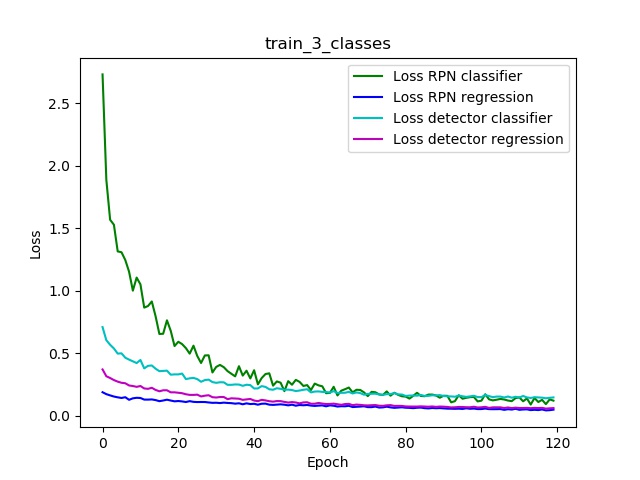 train_3_classes
Loss RPN classifier
Loss RPN regression
Loss detector classifier
Loss detector regression
2.5
2.0
1.5
1.0
0.5
0.0
Loss
0 20 40 60 80 100 120
Epoch